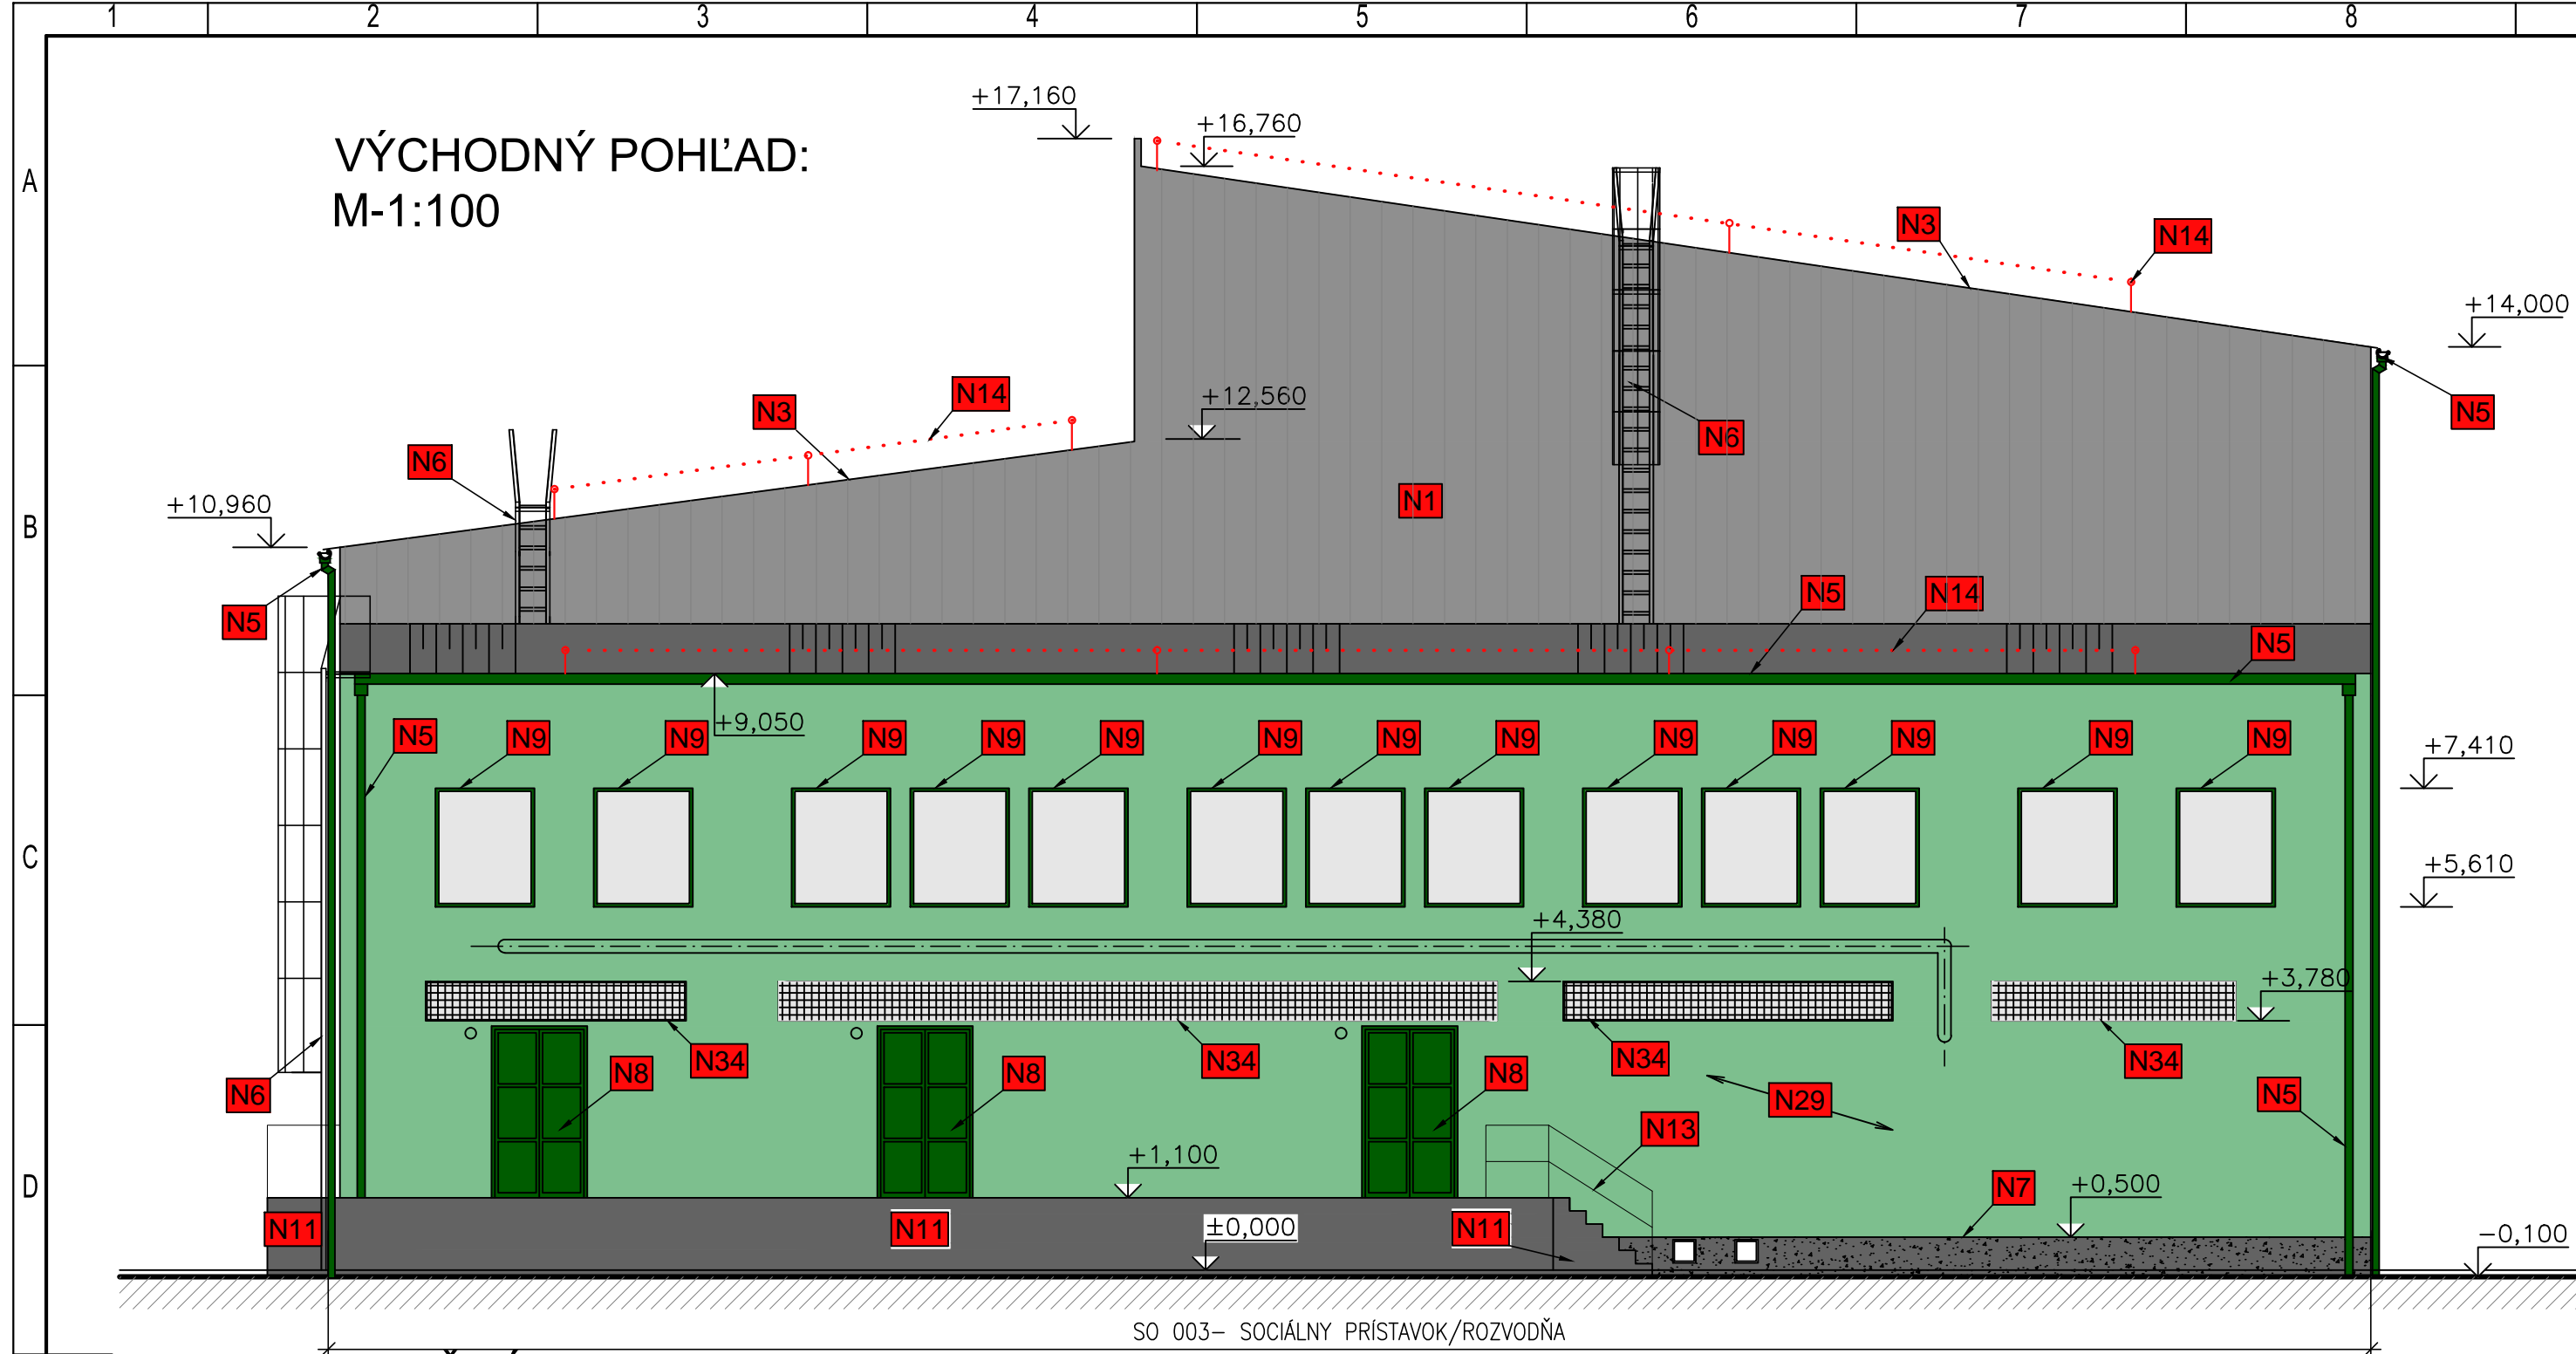 1 2 3 4 5 6 7 8
+17,160
+16,760
VÝCHODNÝ POHĽAD:
A
M-1:100
N3
N14
+14,000
N14
+12,560
N3
N5
N6
N6
+10,960
N1
B
N5
N14
N5
N5
+9,050
N5
N9 N9 N9 N9 N9 N9 N9 N9 N9 N9 N9 N9 N9
+7,410
C
+5,610
+4,380
+3,780
N34
N34
N34
N34
N8
N8
N8
N6
N29
N5
N13
+1,100
D
N7
+0,500
N11
N11
N11
±0,000
-0,100
SO 003- SOCIÁLNY PRÍSTAVOK/ROZVODŇA